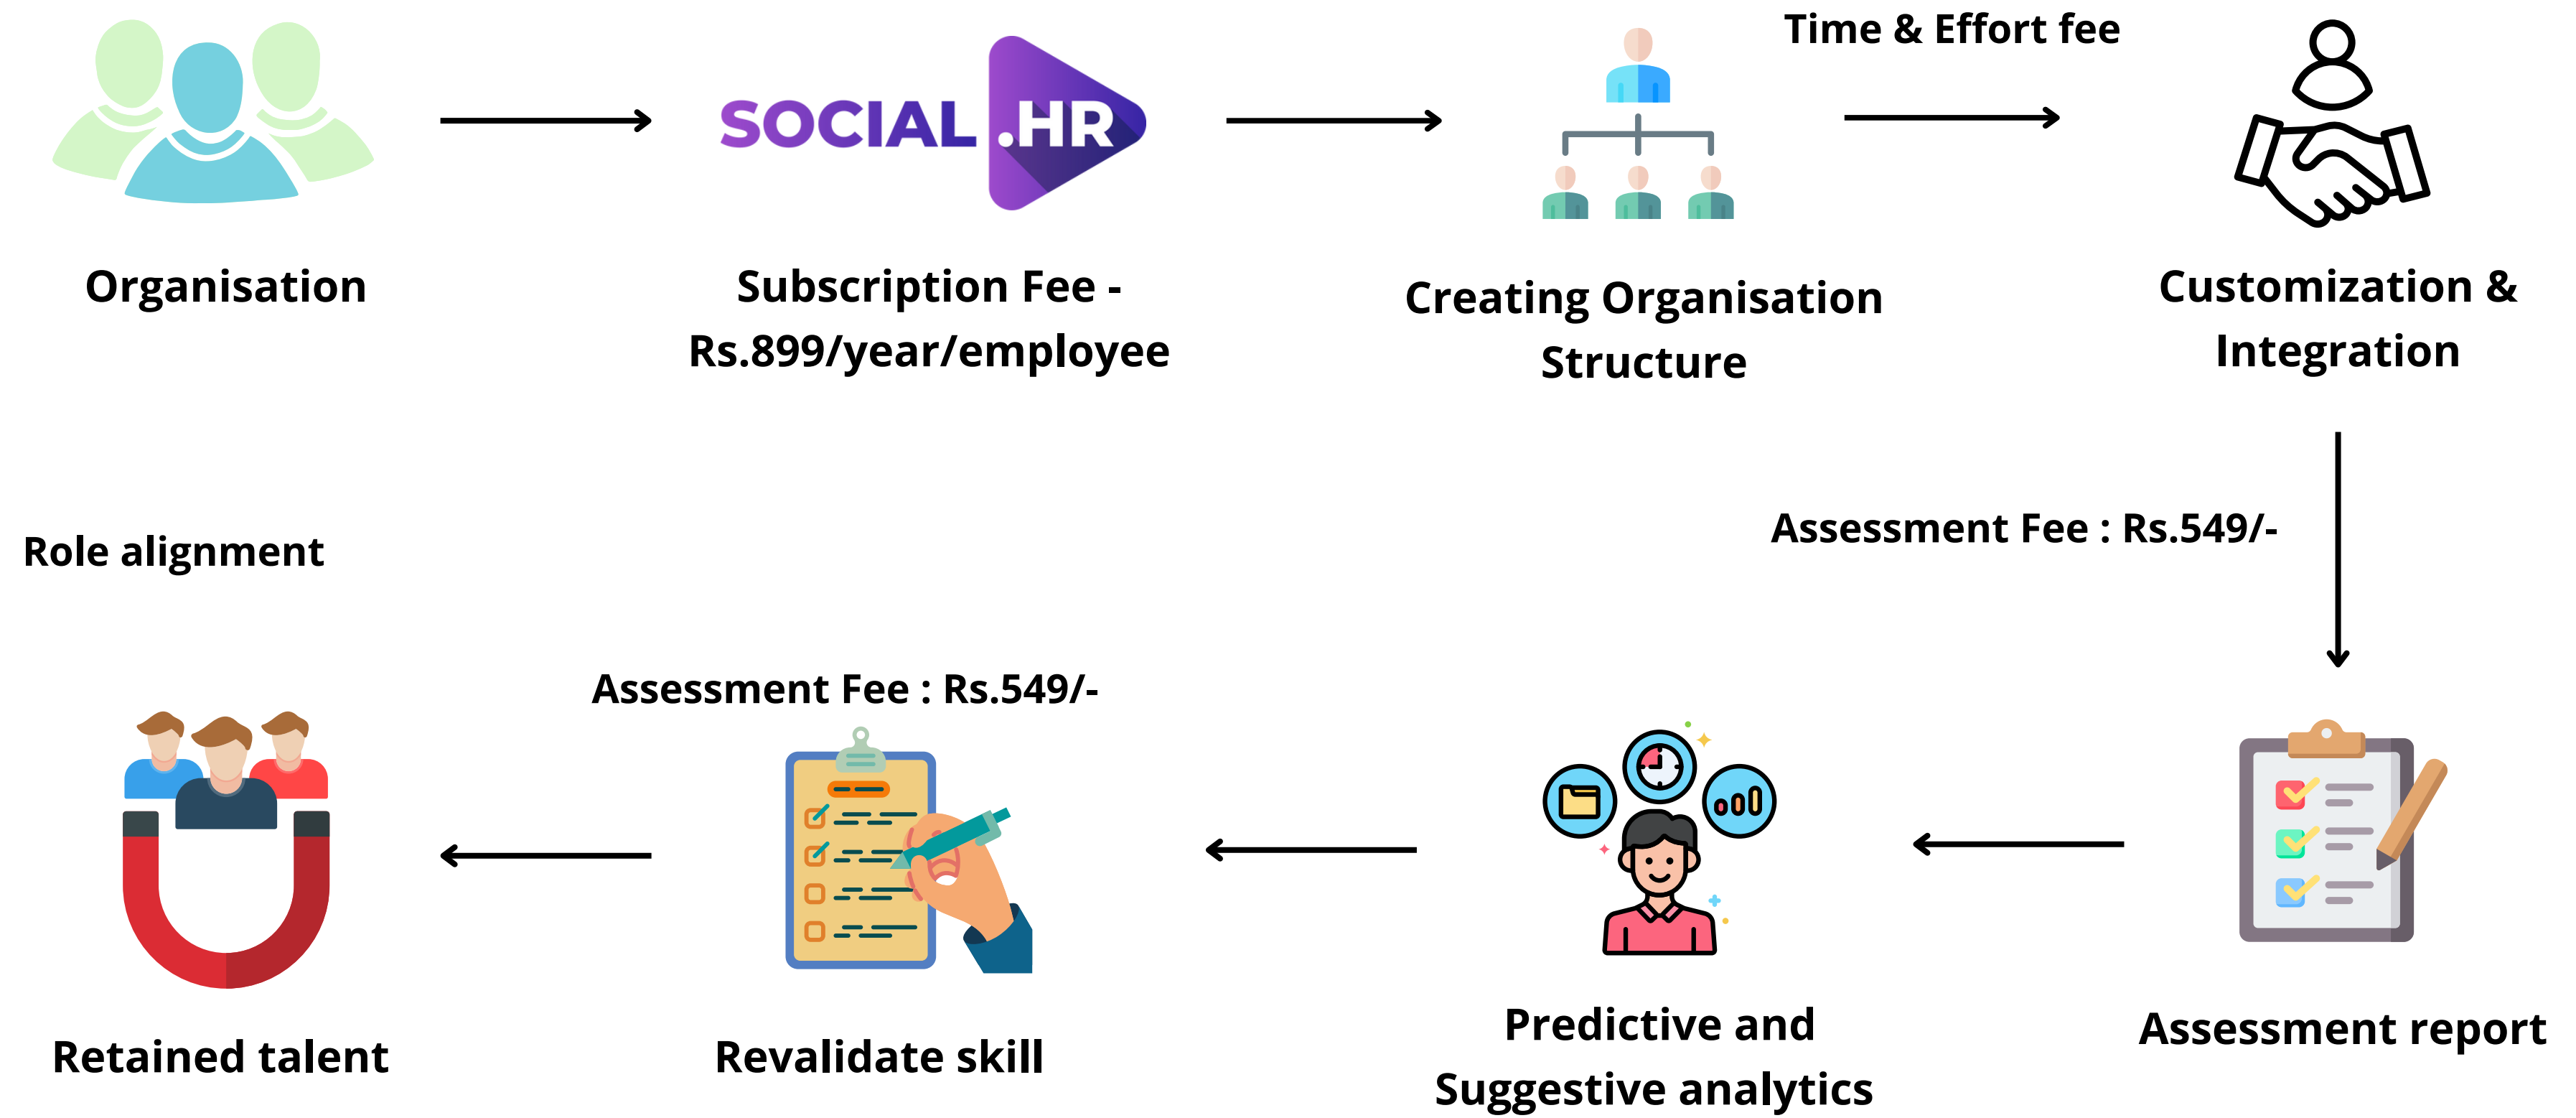 Time & Effort fee
SOCIAL .HR
Organisation
Subscription Fee -
Rs.899/year/employee
Creating Organisation
Structure
Customization &
Integration
Assessment Fee : Rs.549/-
Role alignment
Assessment Fee : Rs.549/-
Retained talent
Revalidate skill
Predictive and
Suggestive analytics
Assessment report